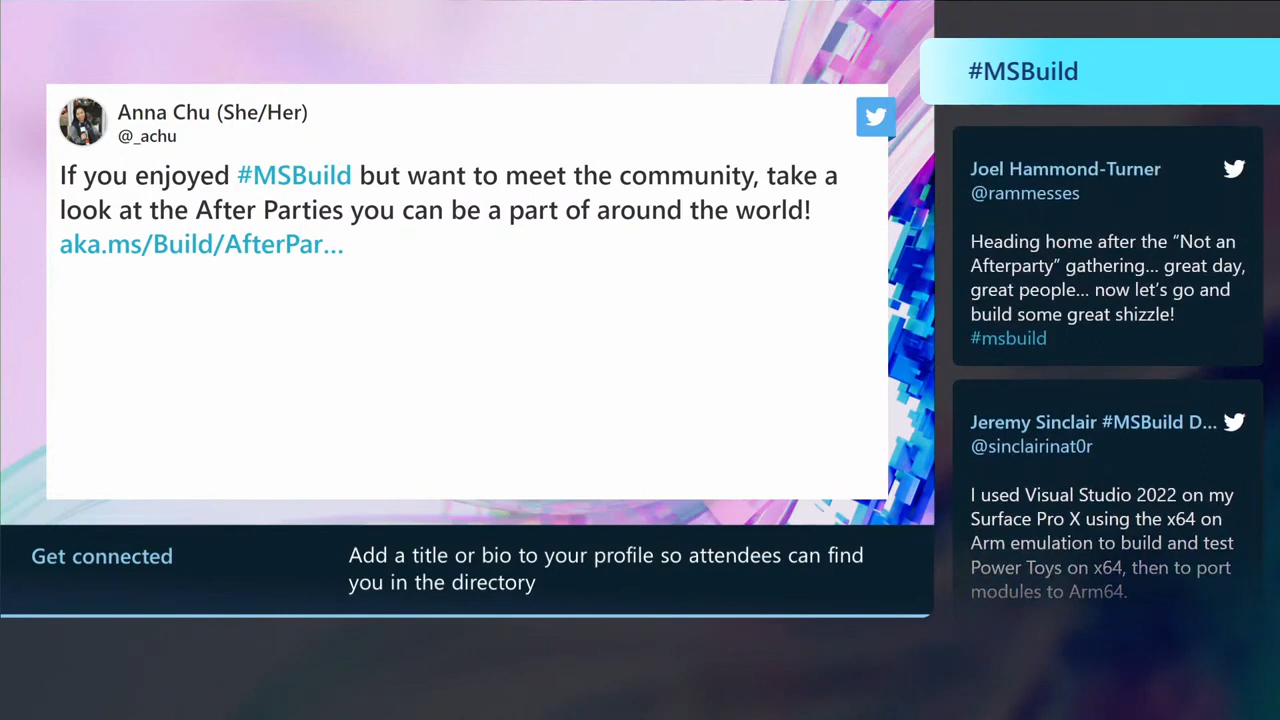 Anna Chu (She/Her)
@_achu
If you enjoyed #MSBuild but want to meet the community, take a
look at the After Parties you can be a part of around the world!
aka.ms/Build/AfterPar...
Get connected
Add a title or bio to your profile so attendees can find
you in the directory
#MSBuild
Joel Hammond-Turner
@rammesses
Heading home after the “Not an
Afterparty” gathering... great day,
great people... now let’s go and
build some great shizzle!
#msbuild
Jeremy Sinclair #MSBuild D...
@sinclairinat0r
I used Visual Studio 2022 on my
Surface Pro X using the x64 on
Arm emulation to build and test
Power Toys on x64, then to port
modules to Arm64.